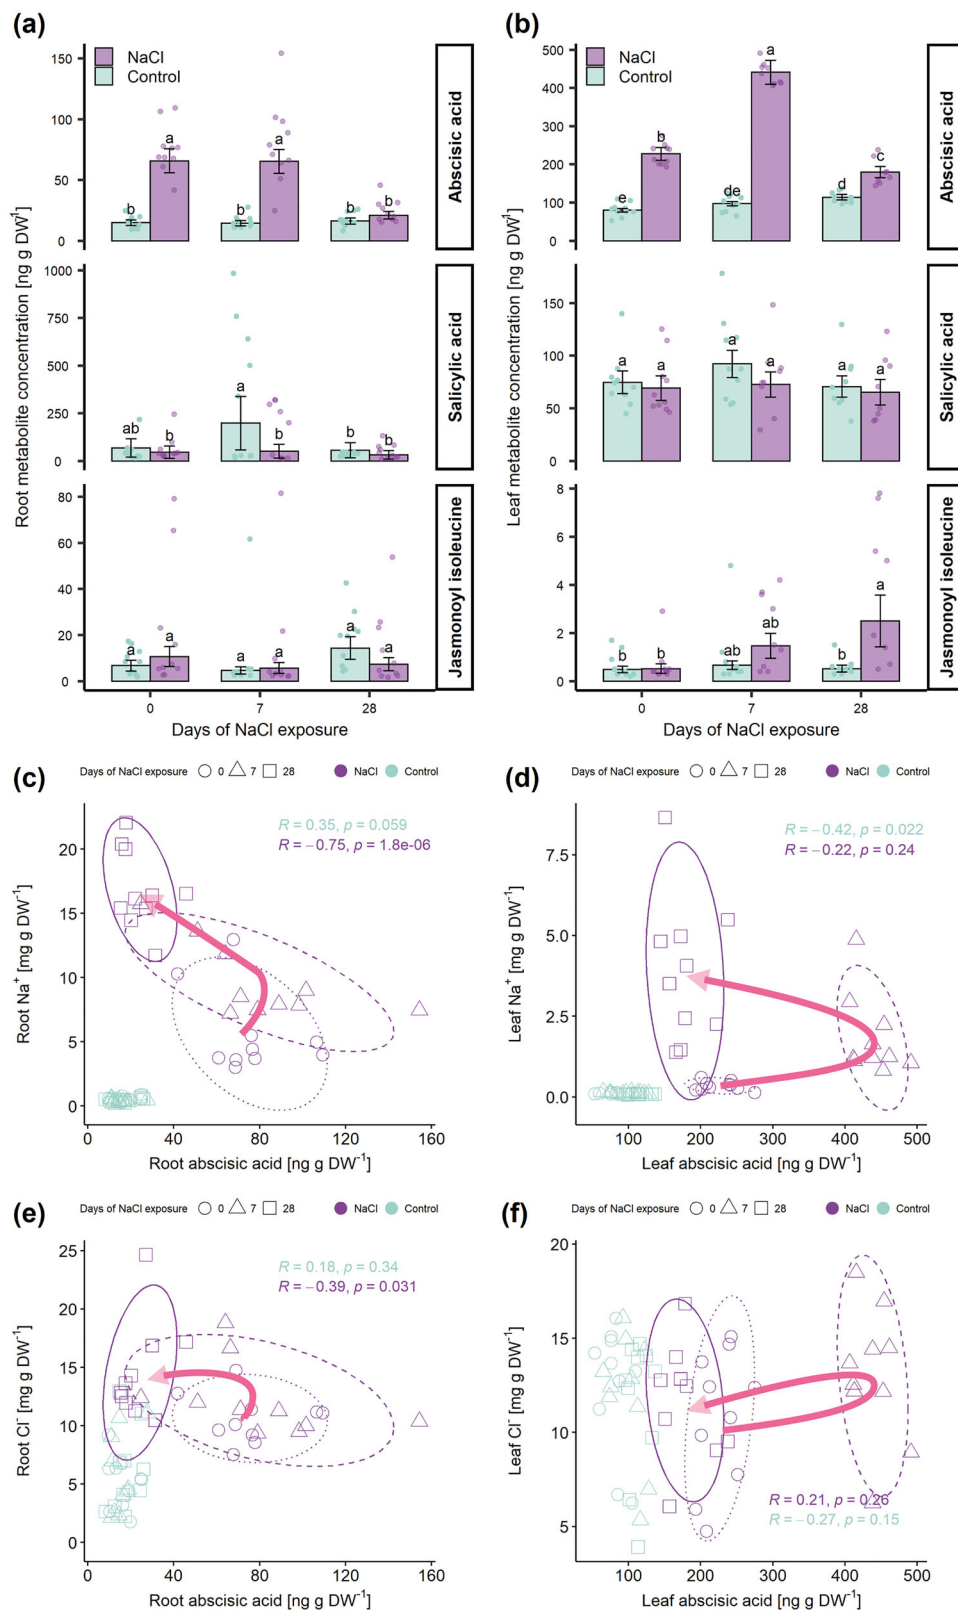 (a)
NaCl
Control
Root metabolite concentration [ng g DW¹]
150
100
50
0
b
a
b
a
b
b
Abscisic acid
1000
750
500
250
0
ab
b
a
b
b
b
Salicylic acid
80
60
40
20
0
a
a
a
a
a
a
Jasmonoyl isoleucine
0
7
28
Days of NaCl exposure
(b)
NaCl
Control
Leaf metabolite concentration [ng g DW¹]
500
400
300
200
100
0
e
b
de
a
d
c
Abscisic acid
150
100
50
0
a
a
a
a
a
a
Salicylic acid
8
6
4
2
0
b
b
ab
ab
b
a
Jasmonoyl isoleucine
0
7
28
Days of NaCl exposure
(c)
Days of NaCl exposure 0 7 28 NaCl Control
R = 0.35, p = 0.059
R = −0.75, p = 1.8e-06
Root Na⁺ [mg g DW⁻¹]
20
15
10
5
0
0 40 80 120 160
Root abscisic acid [ng g DW⁻¹]
(d)
Days of NaCl exposure 0 7 28 NaCl Control
R = −0.42, p = 0.022
R = −0.22, p = 0.24
Leaf Na⁺ [mg g DW⁻¹]
7.5
5.0
2.5
0.0
100 200 300 400 500
Leaf abscisic acid [ng g DW⁻¹]
(e)
Days of NaCl exposure 0 7 28 NaCl Control
R = 0.18, p = 0.34
R = −0.39, p = 0.031
Root Cl⁻ [mg g DW⁻¹]
25
20
15
10
5
0
0 40 80 120 160
Root abscisic acid [ng g DW⁻¹]
(f)
Days of NaCl exposure 0 7 28 NaCl Control
Leaf Cl⁻ [mg g DW⁻¹]
20
15
10
5
R = 0.21, p = 0.26
R = −0.27, p = 0.15
100 200 300 400 500
Leaf abscisic acid [ng g DW⁻¹]